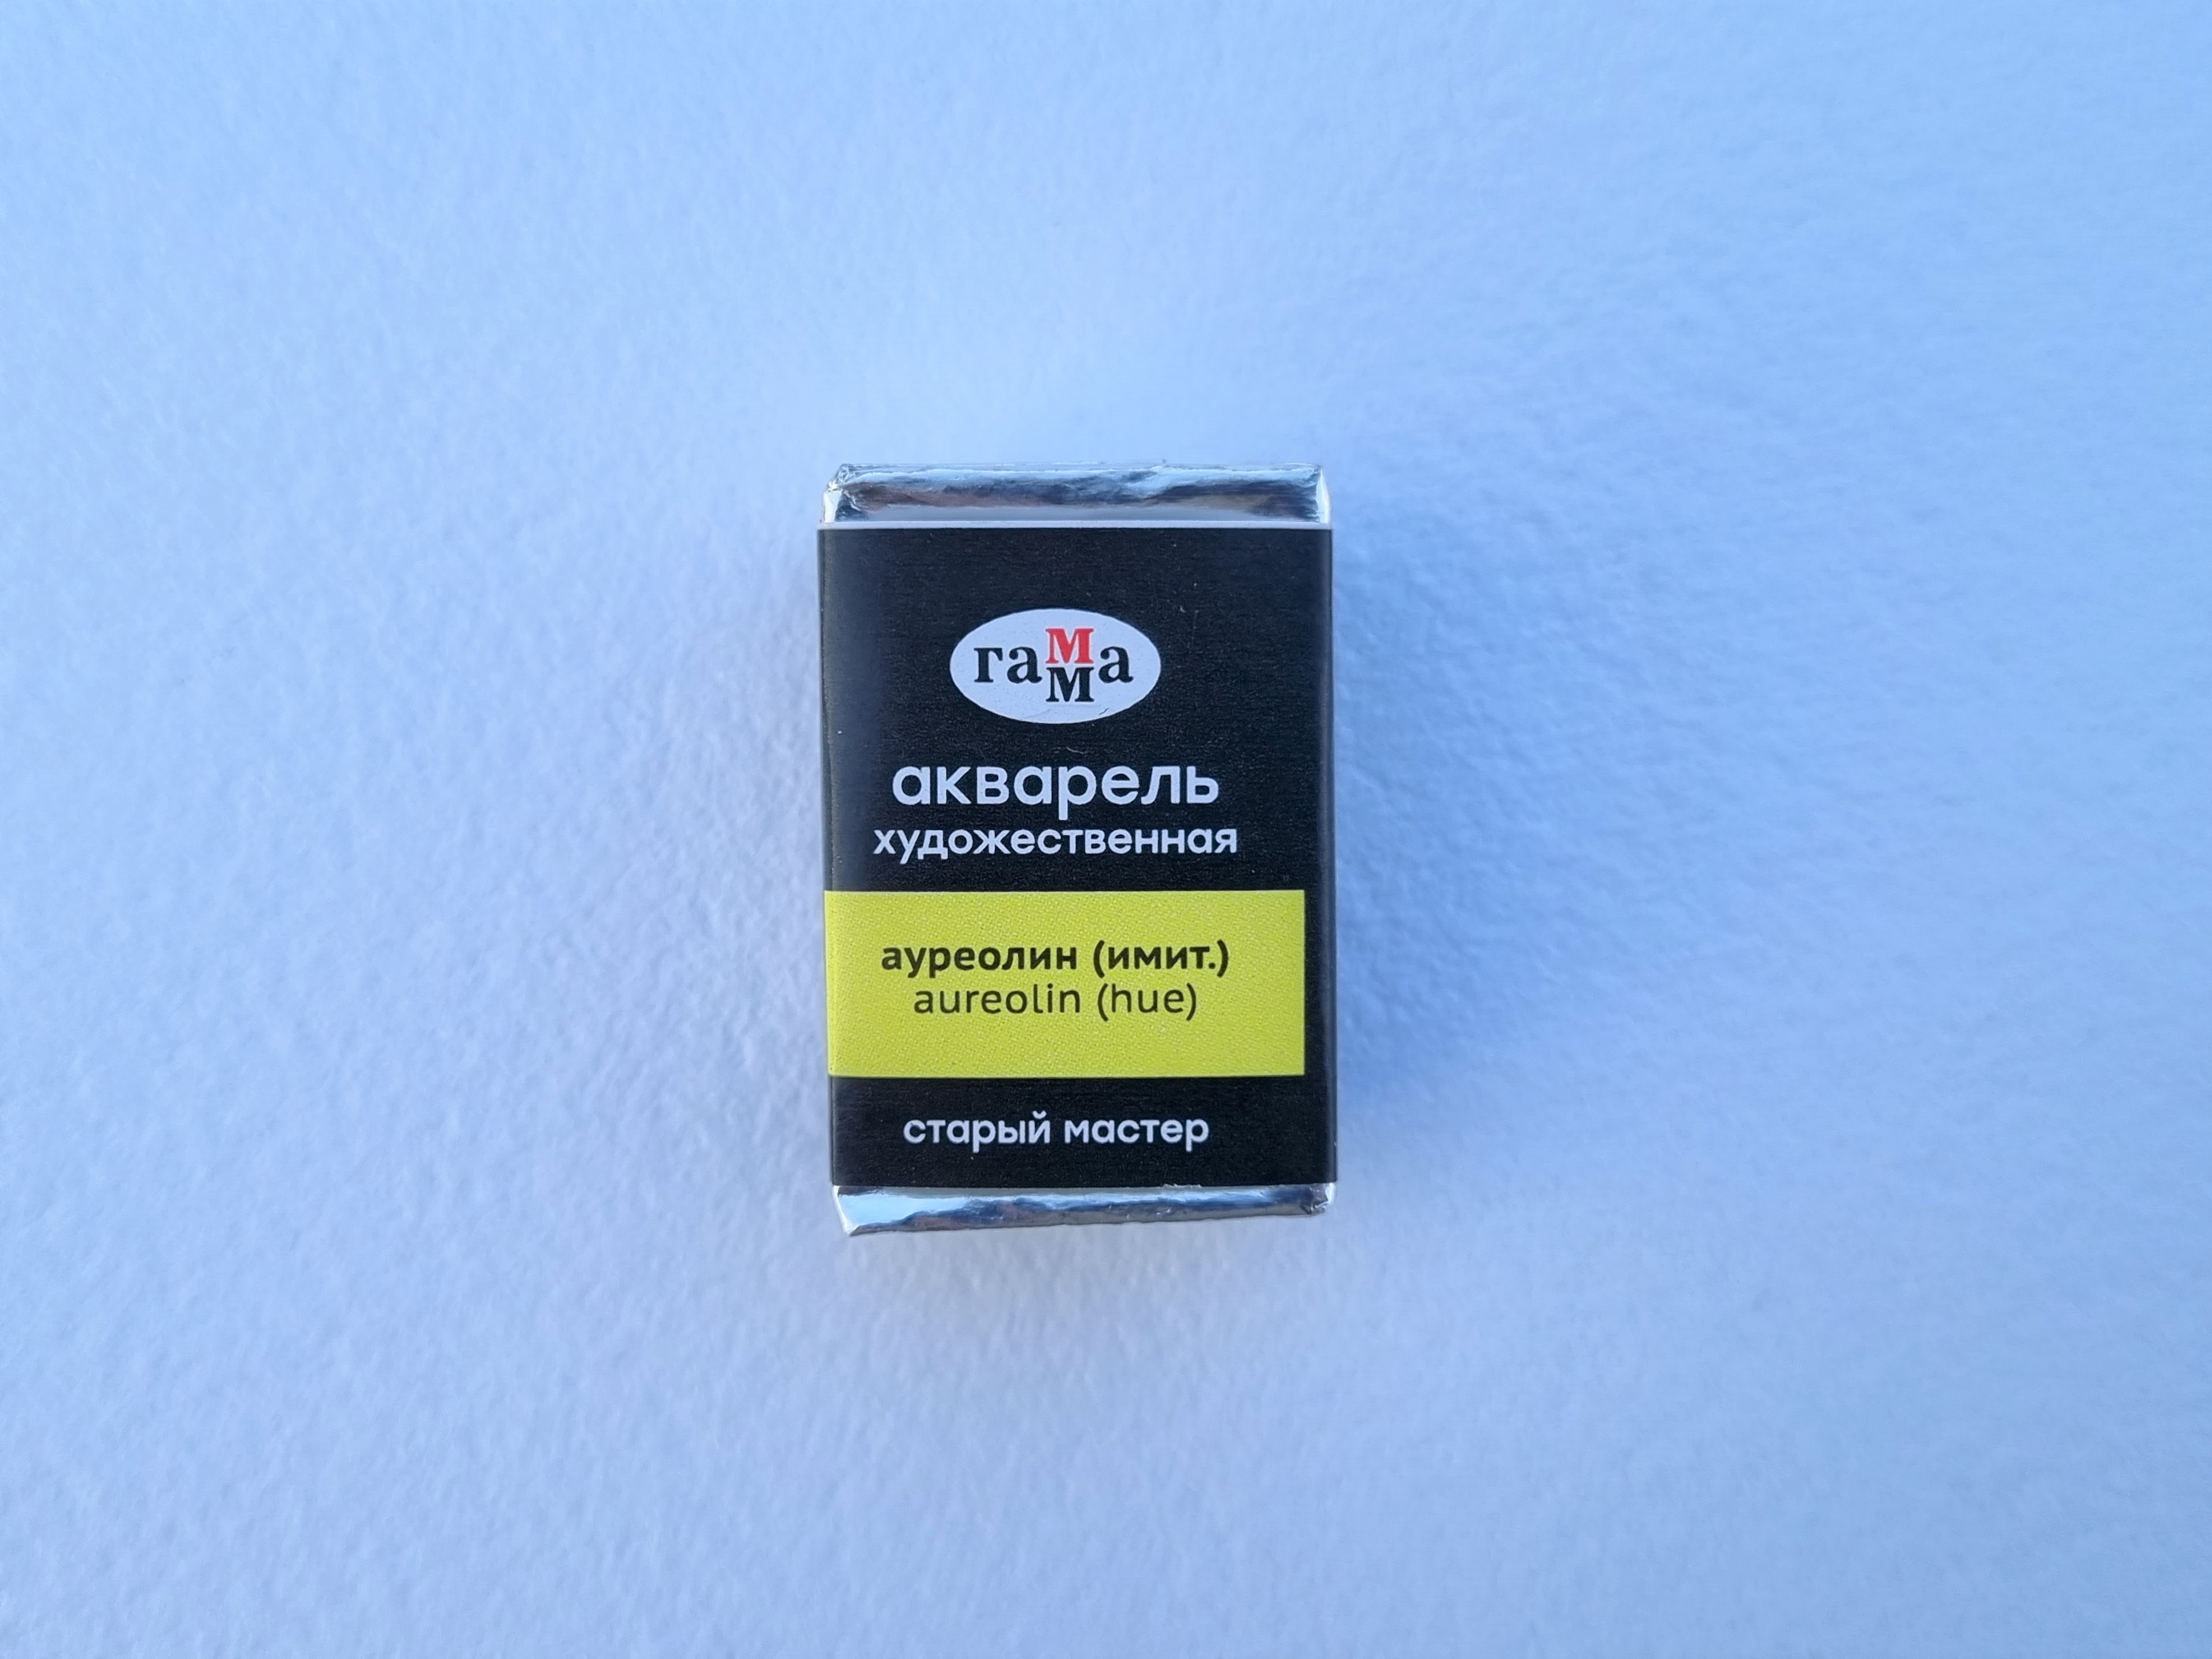 гамма
акварель
художественная
ауреолин (имит.)
aureolin (hue)
старый мастер